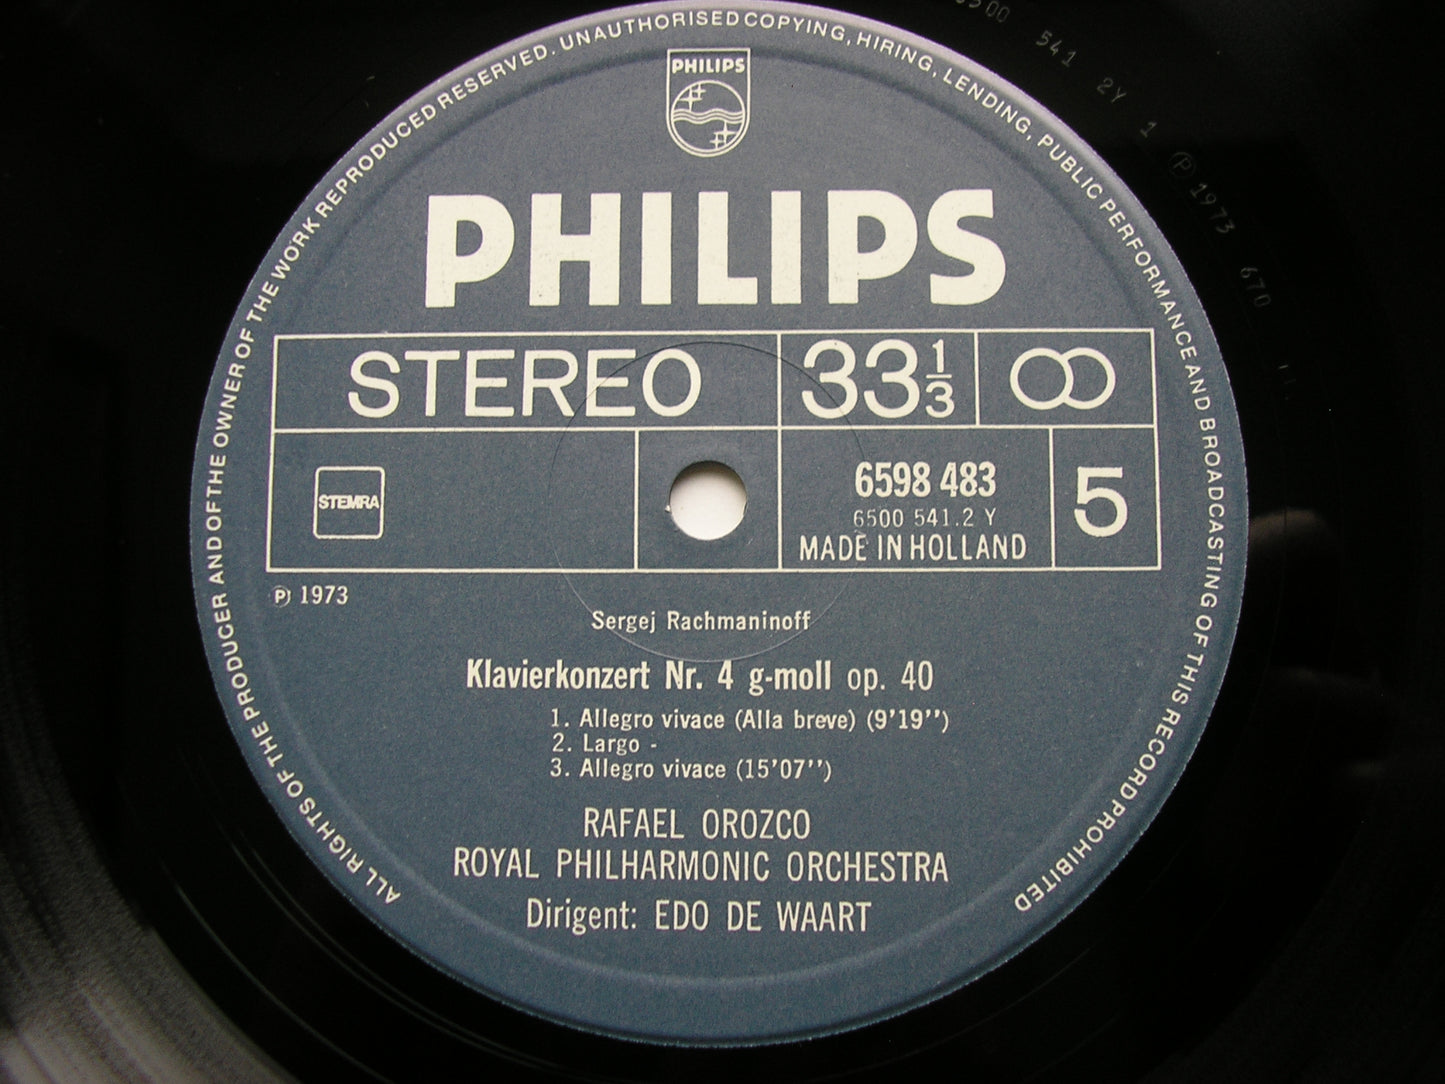 ALL RIGHTS OF THE PRODUCER AND OF THE OWNER OF THE WORK REPRODUCED RESERVED. UNAUTHORISED COPYING, HIRING, LENDING, PUBLIC PERFORMANCE AND BROADCASTING OF THIS RECORD PROHIBITED
PHILIPS
PHILIPS
STEREO 33 1/3
STEMRA
6598 483
6500 541.2 Y
MADE IN HOLLAND
5
℗ 1973
Sergej Rachmaninoff
Klavierkonzert Nr. 4 g-moll op. 40
1. Allegro vivace (Alla breve) (9'19'')
2. Largo -
3. Allegro vivace (15'07'')
RAFAEL OROZCO
ROYAL PHILHARMONIC ORCHESTRA
Dirigent: EDO DE WAART
541 2Y 1 ℗ 1973 670